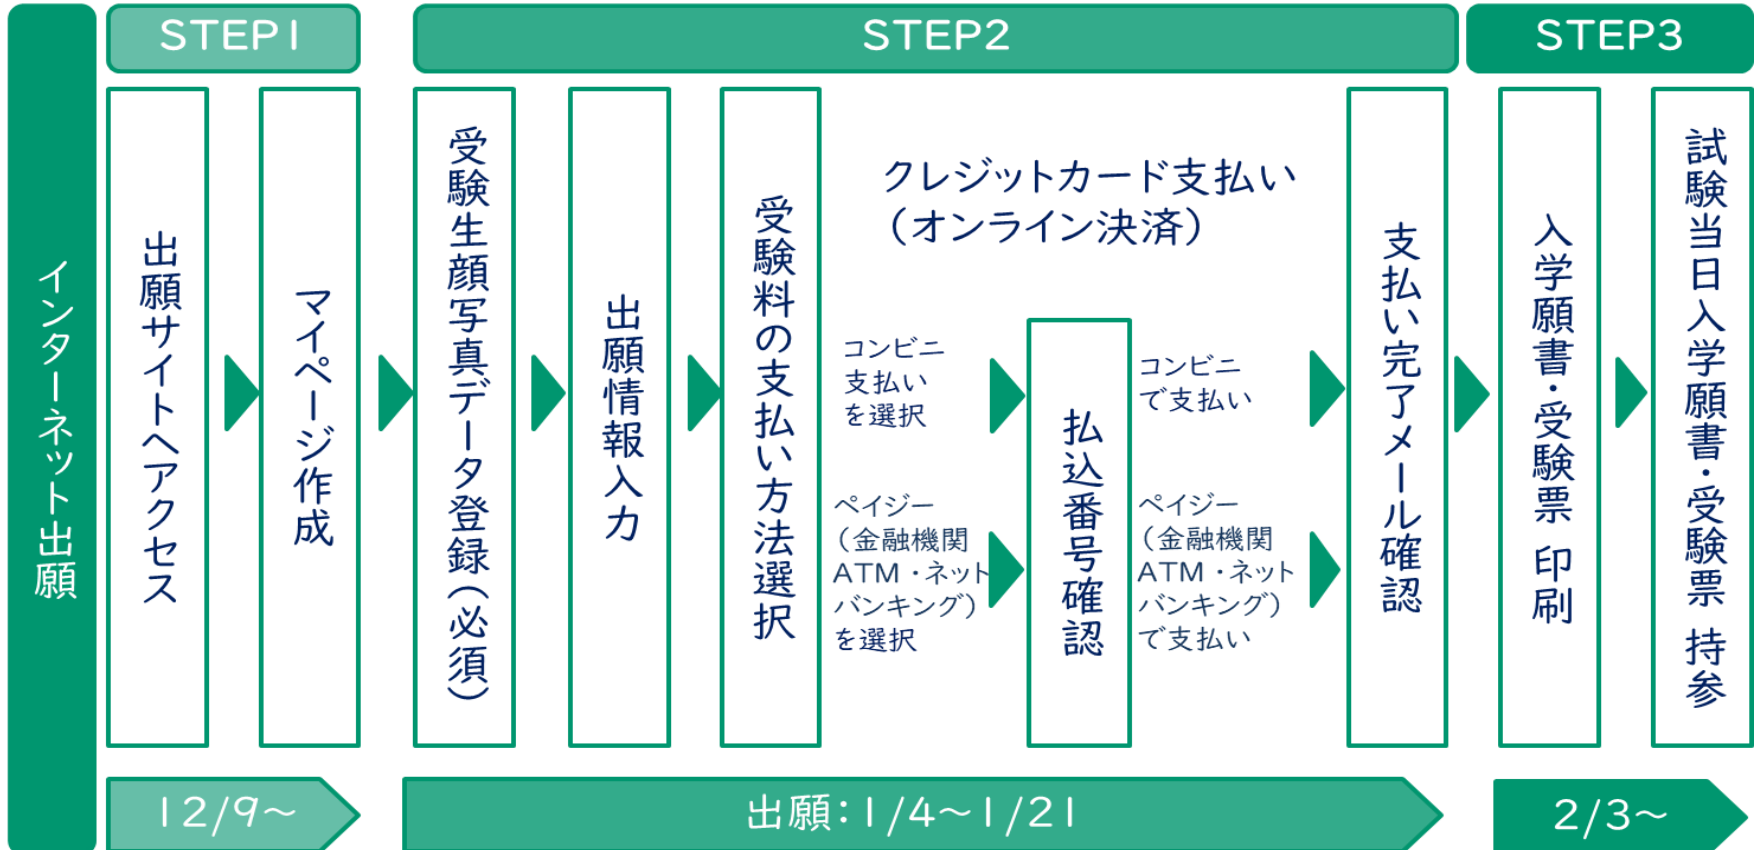 インターネット出願
STEP1
STEP2
STEP3
出願サイトへアクセス
マイページ作成
受験生顔写真データ登録(必須)
出願情報入力
受験料の支払い方法選択
クレジットカード支払い
(オンライン決済)
コンビニ
支払い
を選択
ペイジー
(金融機関
ATM・ネット
バンキング)
を選択
払込番号確認
コンビニ
で支払い
ペイジー
(金融機関
ATM・ネット
バンキング)
で支払い
支払い完了メール確認
入学願書・受験票 印刷
試験当日入学願書・受験票 持参
12/9～
出願：1/4～1/21
2/3～